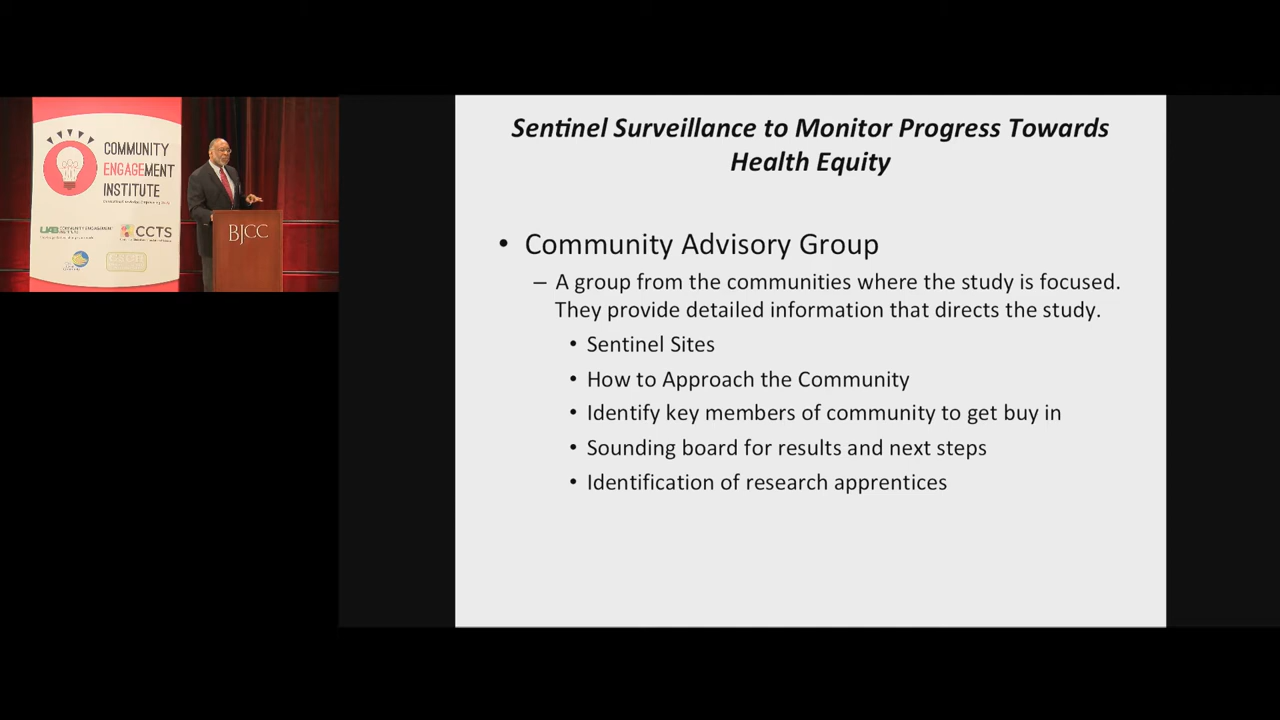 COMMUNITY
ENGAGEMENT
INSTITUTE
UAB
CCTS
BJCC
Sentinel Surveillance to Monitor Progress Towards
Health Equity
• Community Advisory Group
– A group from the communities where the study is focused.
They provide detailed information that directs the study.
• Sentinel Sites
• How to Approach the Community
• Identify key members of community to get buy in
• Sounding board for results and next steps
• Identification of research apprentices